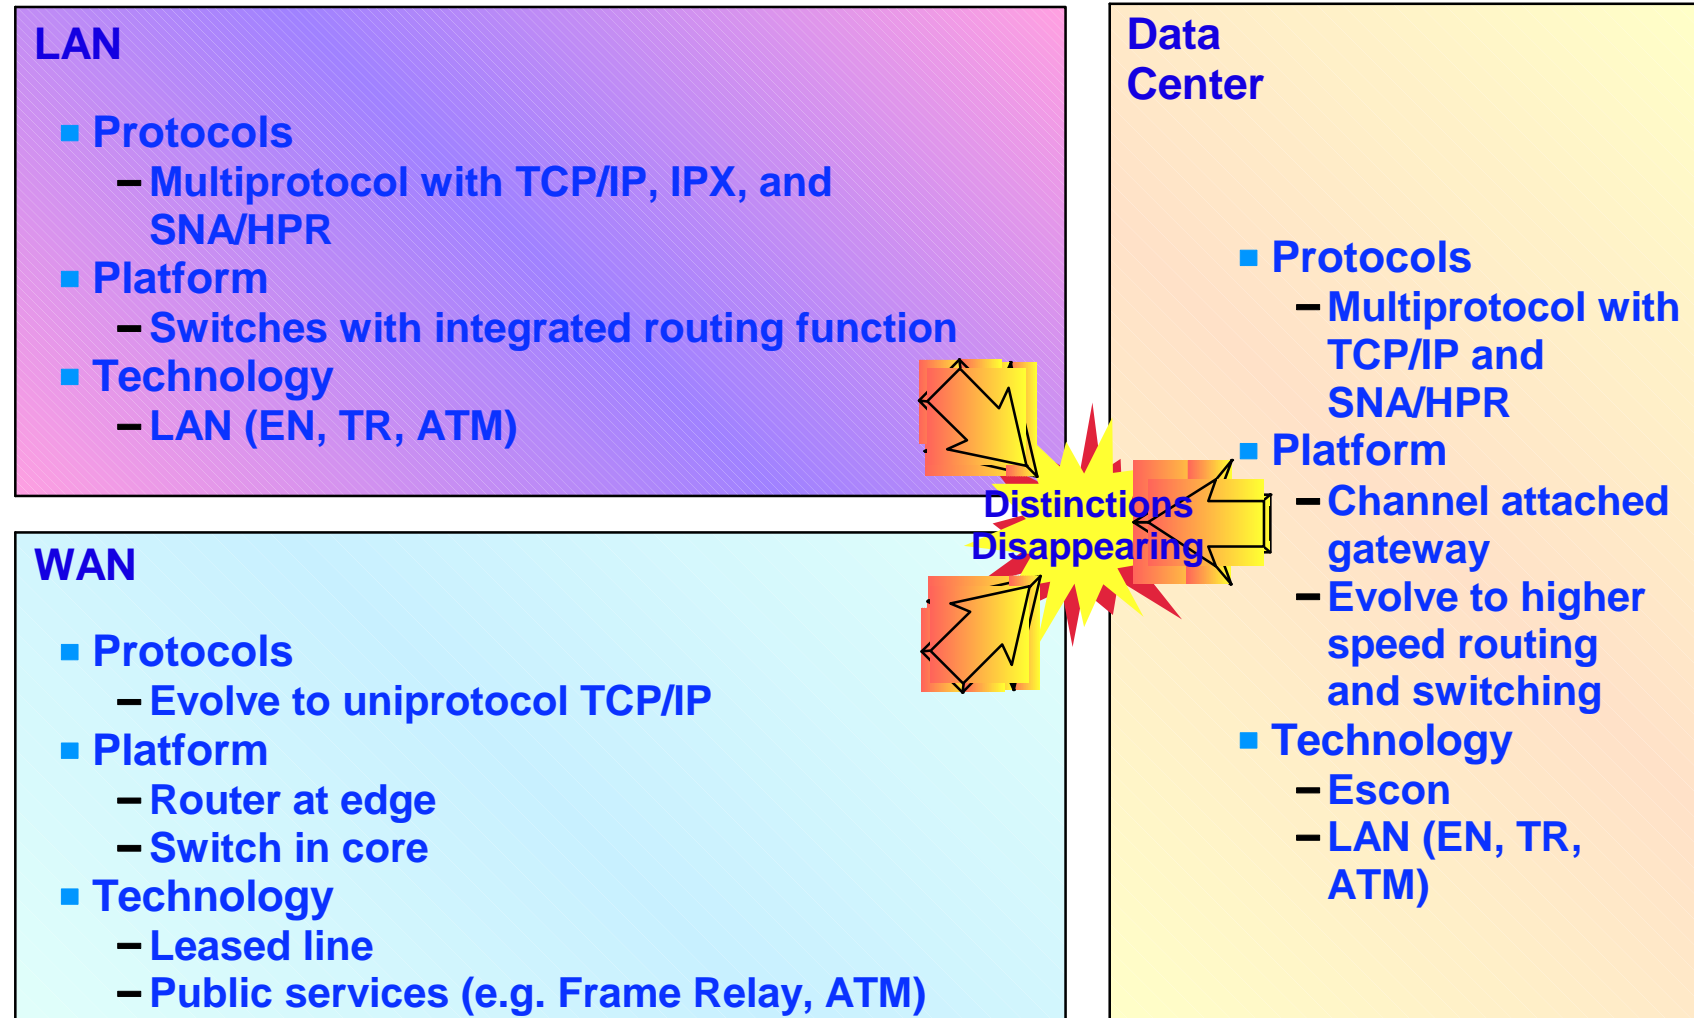 LAN
Protocols
Multiprotocol with TCP/IP, IPX, and
SNA/HPR
Platform
Switches with integrated routing function
Technology
LAN (EN, TR, ATM)
WAN
Protocols
Evolve to uniprotocol TCP/IP
Platform
Router at edge
Switch in core
Technology
Leased line
Public services (e.g. Frame Relay, ATM)
Distinctions
Disappearing
Data
Center
Protocols
Multiprotocol with
TCP/IP and
SNA/HPR
Platform
Channel attached
gateway
Evolve to higher
speed routing
and switching
Technology
Escon
LAN (EN, TR,
ATM)